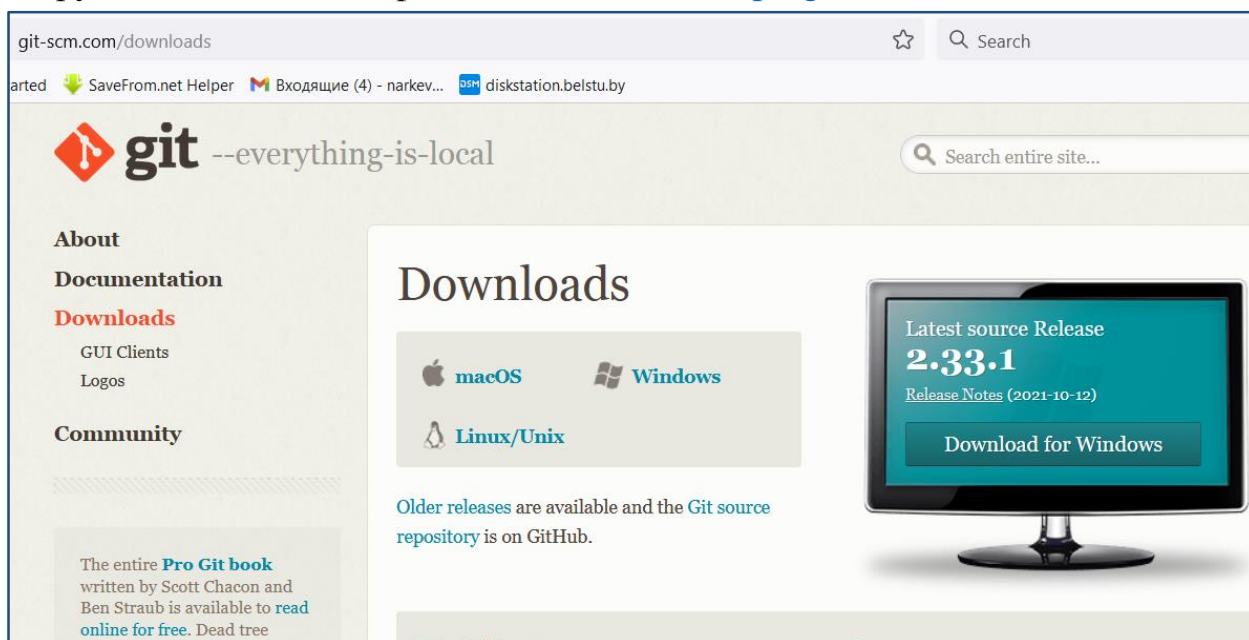 git-scm.com/downloads
Search
arted SaveFrom.net Helper Входящие (4) - narkev... DSM diskstation.belstu.by
git --everything-is-local
Search entire site...
About
Documentation
Downloads
GUI Clients
Logos
Community
The entire Pro Git book
written by Scott Chacon and
Ben Straub is available to read
online for free. Dead tree
Downloads
macOS Windows
Linux/Unix
Older releases are available and the Git source
repository is on GitHub.
Latest source Release
2.33.1
Release Notes (2021-10-12)
Download for Windows